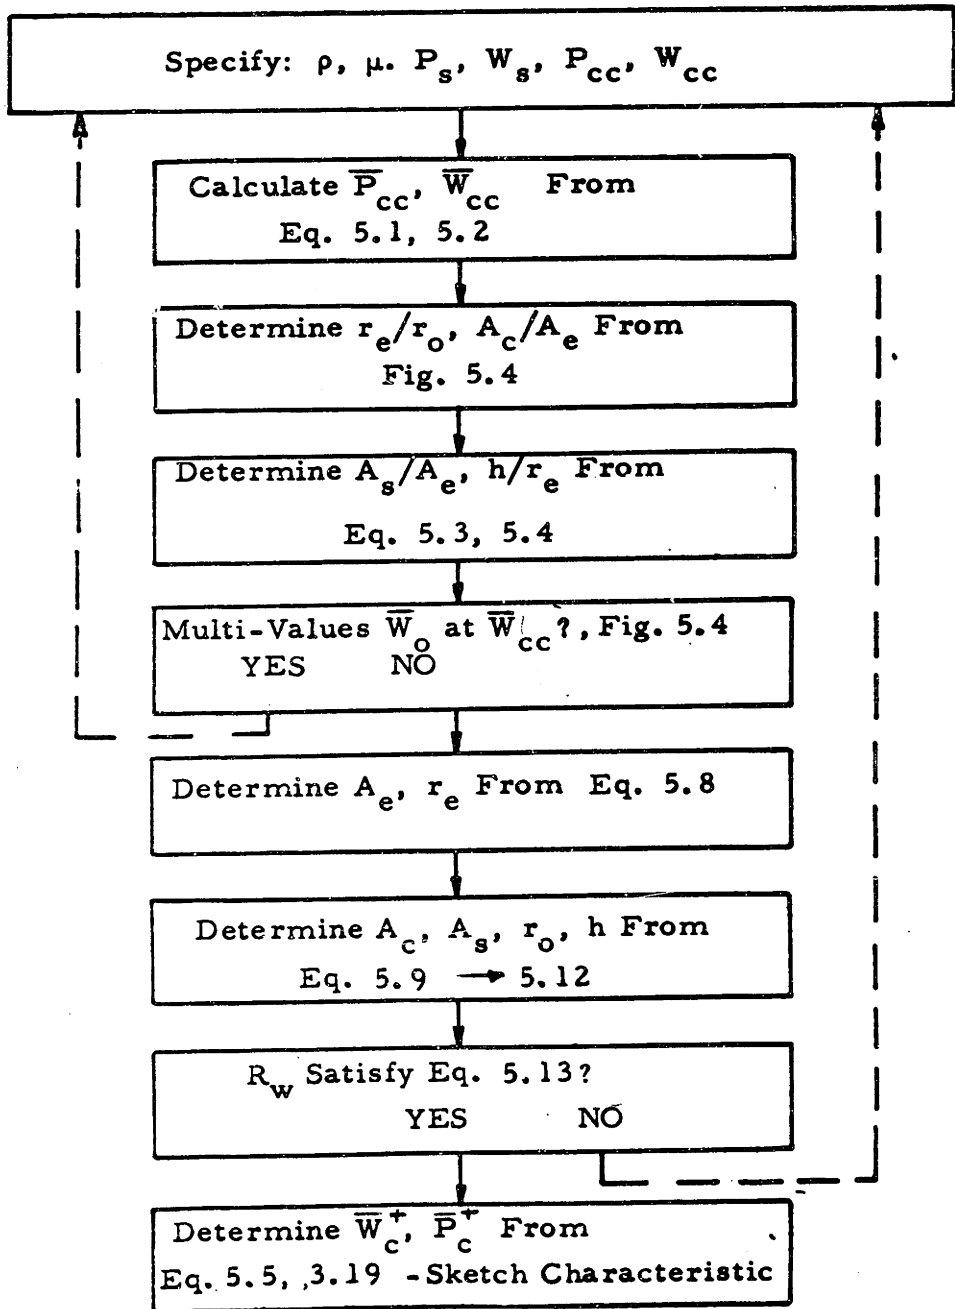 Specify: ρ, μ. P_s, W_s, P_cc, W_cc
Calculate P̅_cc, W̅_cc From
Eq. 5.1, 5.2
Determine r_e/r_o, A_c/A_e From
Fig. 5.4
Determine A_s/A_e, h/r_e From
Eq. 5.3, 5.4
Multi-Values W̅_o at W̅_cc?, Fig. 5.4
YES NO
Determine A_e, r_e From Eq. 5.8
Determine A_c, A_s, r_o, h From
Eq. 5.9 → 5.12
R_w Satisfy Eq. 5.13?
YES NO
Determine W̅_c^+, P̅_c^+ From
Eq. 5.5, 3.19 - Sketch Characteristic